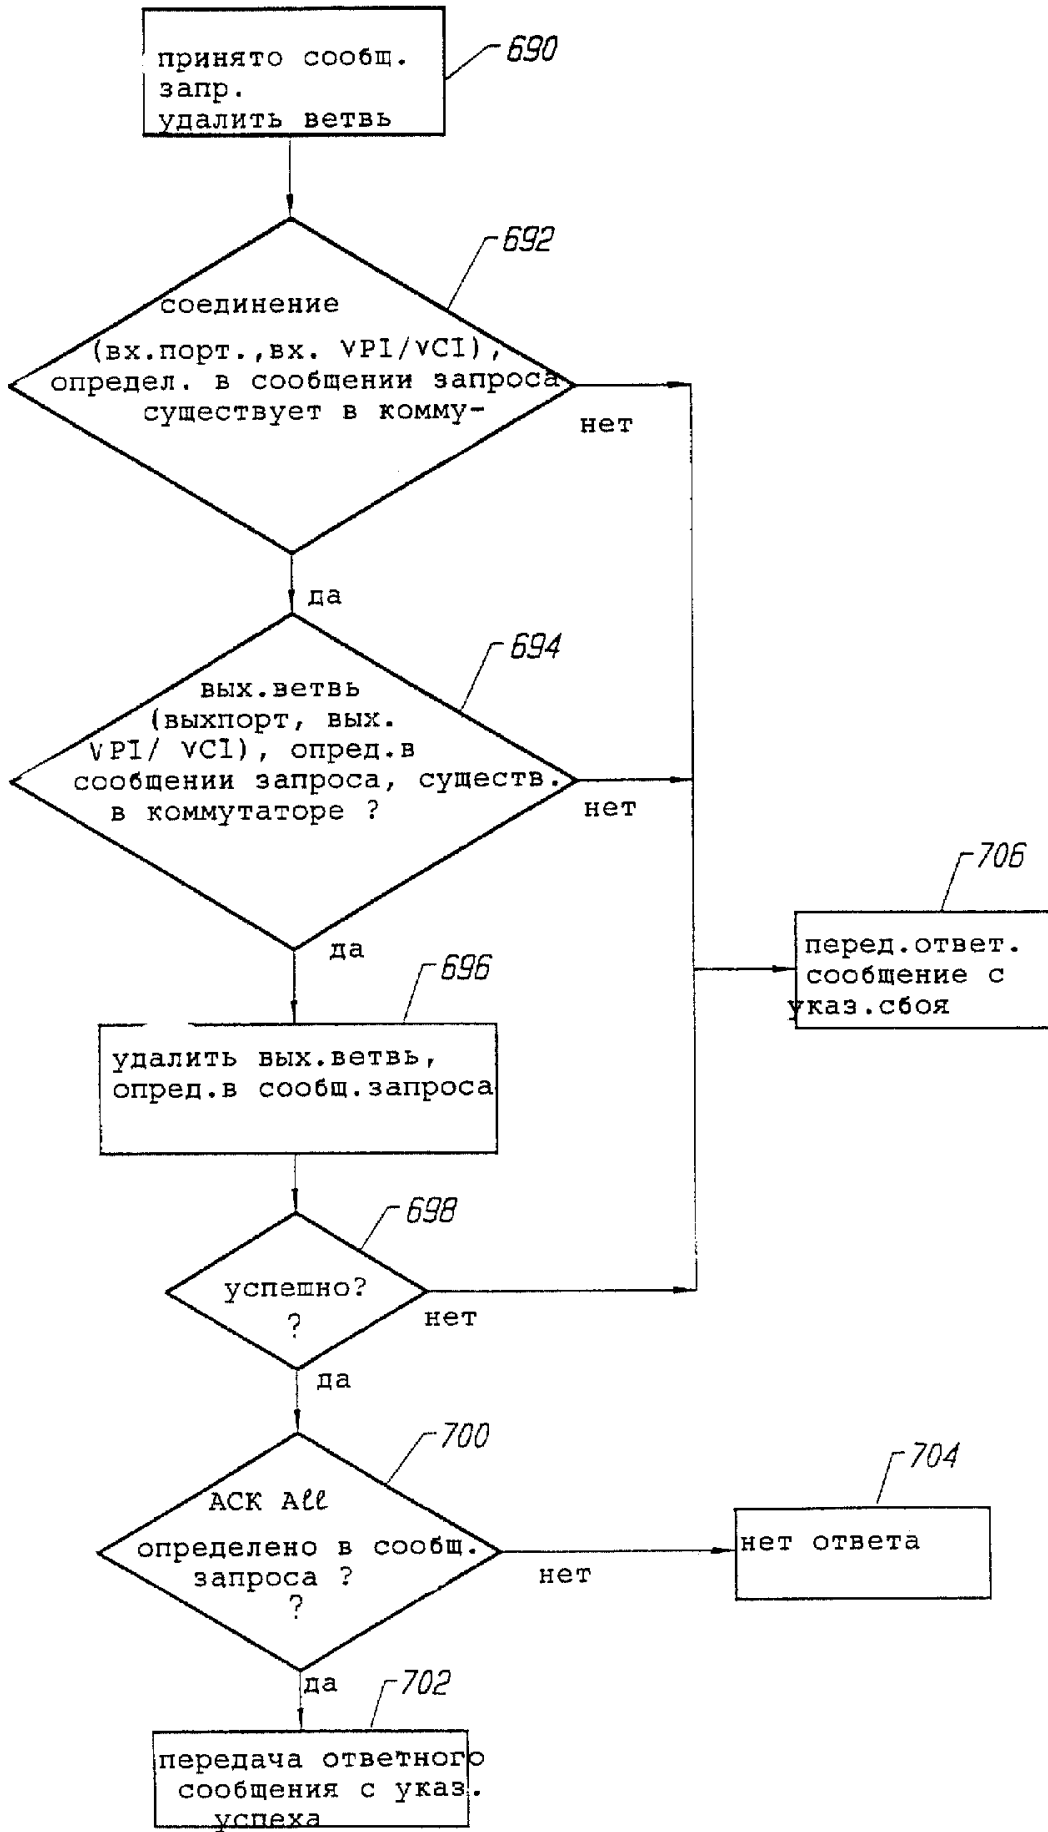 принято сообщ.
запр.
удалить ветвь
690
692
соединение
(вх.порт.,вх. VPI/VCI),
определ. в сообщении запроса
существует в комму-
нет
да
694
вых.ветвь
(выхпорт, вых.
VPI/ VCI), опред.в
сообщении запроса, существ.
в коммутаторе ?
нет
да
706
перед.ответ.
сообщение с
указ.сбоя
696
удалить вых.ветвь,
опред.в сообщ.запроса
698
успешно?
?
нет
да
700
ACK All
определено в сообщ.
запроса ?
?
нет
704
нет ответа
да
702
передача ответного
сообщения с указ.
успеха